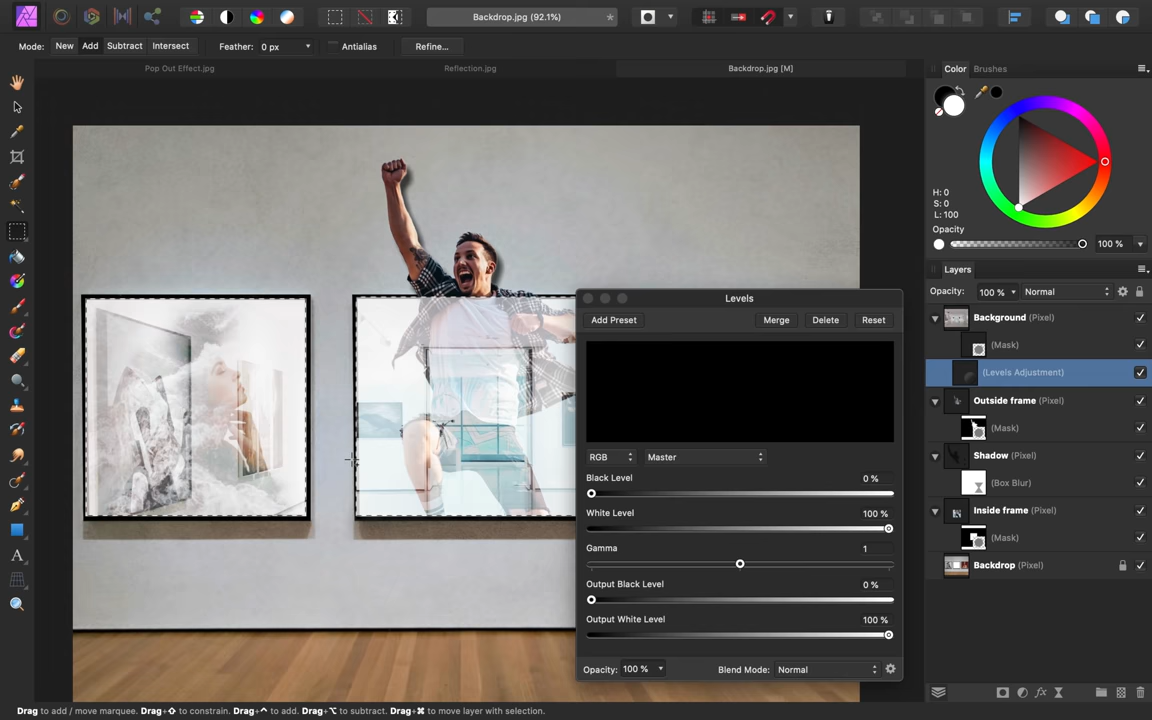 Backdrop.jpg (92.1%)
Mode: New Add Subtract Intersect Feather: 0 px Antialias Refine...
Pop Out Effect.jpg Reflection.jpg Backdrop.jpg [M]
Color Brushes
H: 0
S: 0
L: 100
Opacity
100 %
Layers
Opacity: 100 % Normal
Background (Pixel)
(Mask)
(Levels Adjustment)
Outside frame (Pixel)
(Mask)
Shadow (Pixel)
(Box Blur)
Inside frame (Pixel)
(Mask)
Backdrop (Pixel)
Levels
Add Preset Merge Delete Reset
RGB Master
Black Level 0 %
White Level 100 %
Gamma 1
Output Black Level 0 %
Output White Level 100 %
Opacity: 100 % Blend Mode: Normal
Drag to add / move marquee. Drag+⇧ to constrain. Drag+⌃ to add. Drag+⌥ to subtract. Drag+⌘ to move layer with selection.